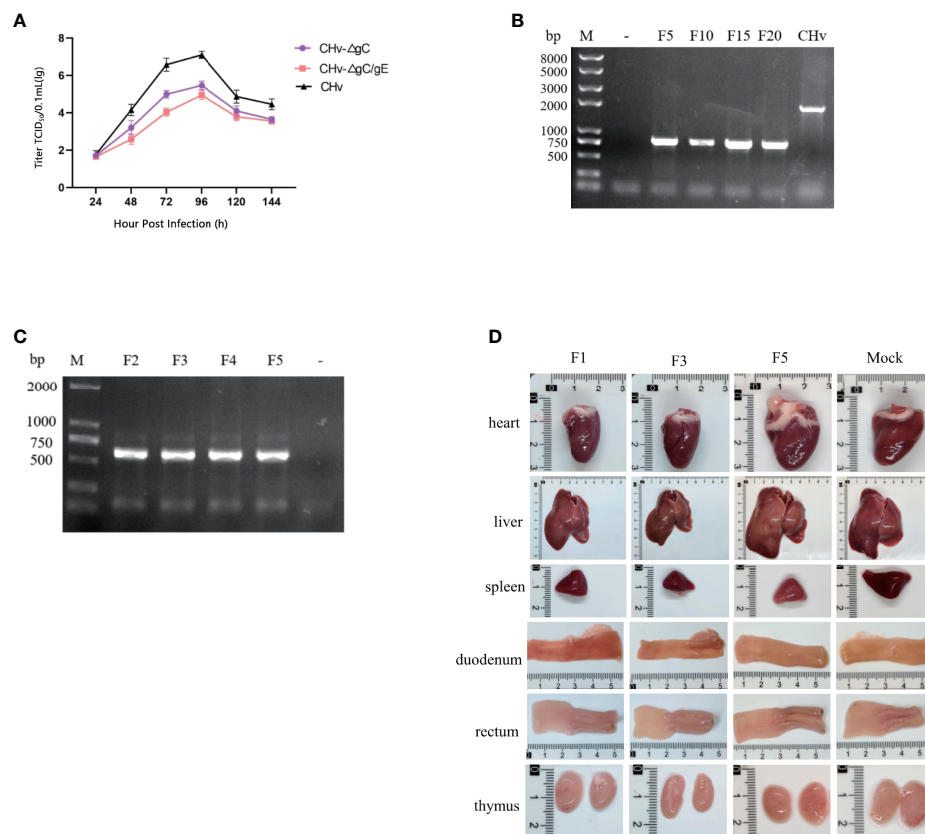 A
8
6
4
2
0
Titer TCID50/0.1mL(lg)
24 48 72 96 120 144
Hour Post Infection (h)
CHv-ΔgC
CHv-ΔgC/gE
CHv
B
bp M - F5 F10 F15 F20 CHv
8000
5000
3000
2000
1000
750
500
C
bp M F2 F3 F4 F5 -
2000
1000
750
500
D
F1 F3 F5 Mock
heart
liver
spleen
duodenum
rectum
thymus